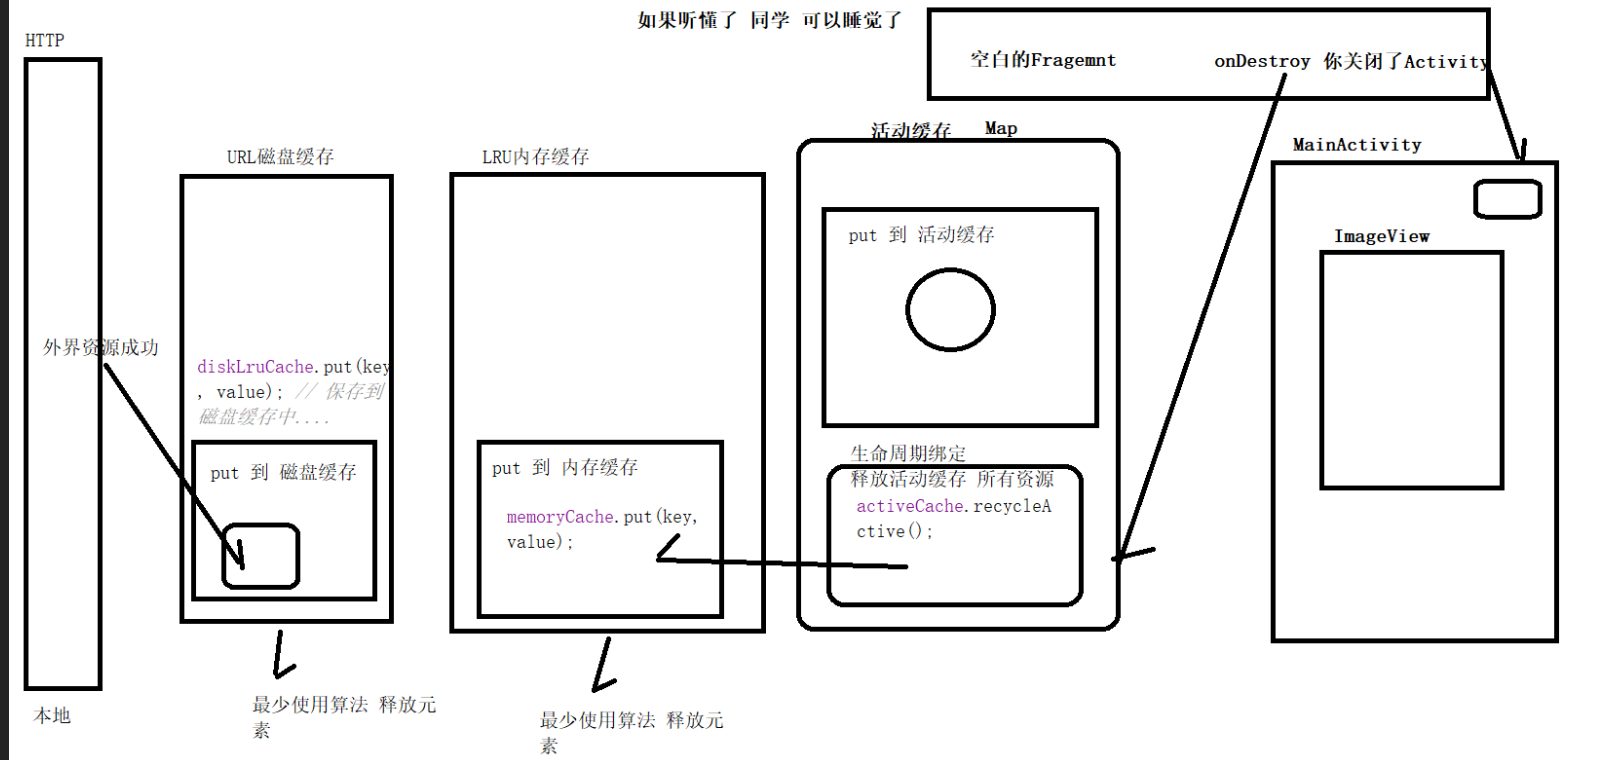 如果听懂了 同学 可以睡觉了
空白的Fragemnt
onDestroy 你关闭了Activity
HTTP
外界资源成功
本地
URL磁盘缓存
diskLruCache.put(key
, value); // 保存到
磁盘缓存中....
put 到 磁盘缓存
最少使用算法 释放元
素
LRU内存缓存
put 到 内存缓存
memoryCache.put(key,
value);
最少使用算法 释放元
素
活动缓存 Map
put 到 活动缓存
生命周期绑定
释放活动缓存 所有资源
activeCache.recycleA
ctive();
MainActivity
ImageView